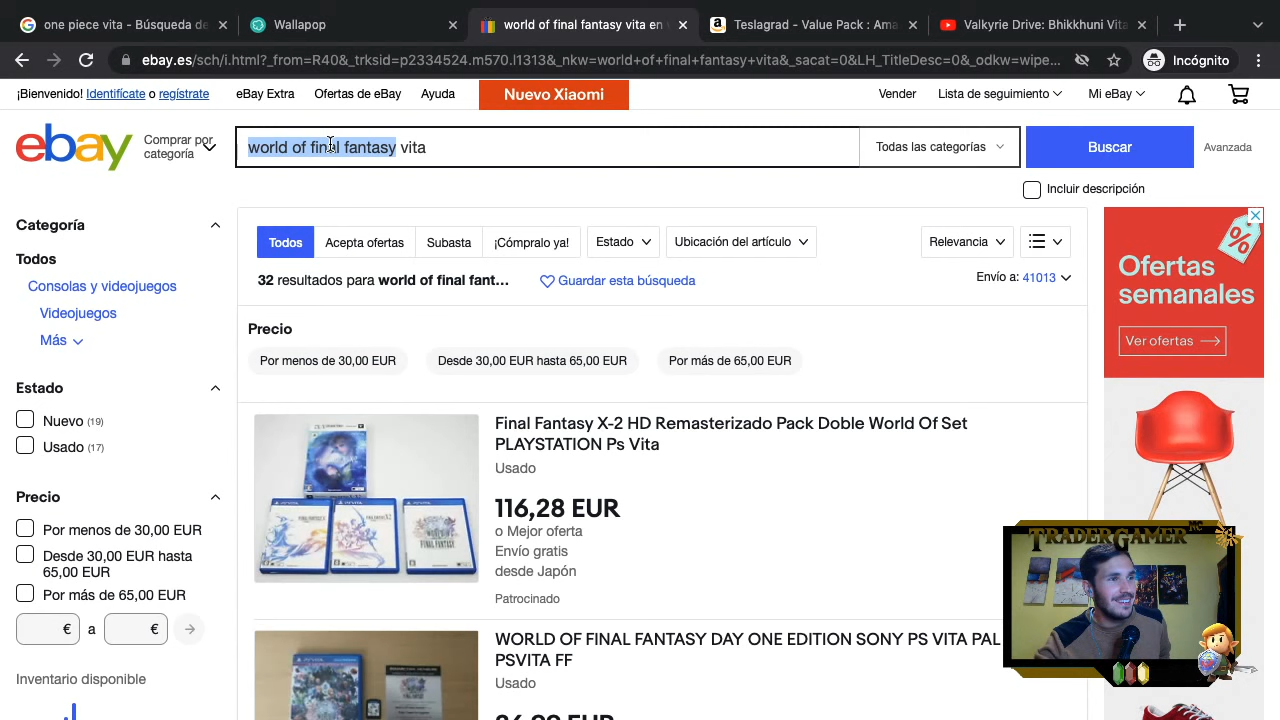 one piece vita - Búsqueda de
Wallapop
world of final fantasy vita en
Teslagrad - Value Pack : Ama
Valkyrie Drive: Bhikkhuni Vita
ebay.es/sch/i.html?_from=R40&_trksid=p2334524.m570.l1313&_nkw=world+of+final+fantasy+vita&_sacat=0&LH_TitleDesc=0&_odkw=wipe...
Incógnito
¡Bienvenido! Identifícate o regístrate
eBay Extra
Ofertas de eBay
Ayuda
Nuevo Xiaomi
Vender
Lista de seguimiento
Mi eBay
ebay
Comprar por
categoría
world of final fantasy vita
Todas las categorías
Buscar
Avanzada
Incluir descripción
Categoría
Todos
Consolas y videojuegos
Videojuegos
Más
Estado
Nuevo (19)
Usado (17)
Precio
Por menos de 30,00 EUR
Desde 30,00 EUR hasta
65,00 EUR
Por más de 65,00 EUR
€ a € 
Inventario disponible
Todos
Acepta ofertas
Subasta
¡Cómpralo ya!
Estado
Ubicación del artículo
Relevancia
32 resultados para world of final fant...
Guardar esta búsqueda
Envío a: 41013
Precio
Por menos de 30,00 EUR
Desde 30,00 EUR hasta 65,00 EUR
Por más de 65,00 EUR
Final Fantasy X-2 HD Remasterizado Pack Doble World Of Set
PLAYSTATION Ps Vita
Usado
116,28 EUR
o Mejor oferta
Envío gratis
desde Japón
Patrocinado
WORLD OF FINAL FANTASY DAY ONE EDITION SONY PS VITA PAL
PSVITA FF
Usado
Ofertas
semanales
Ver ofertas
TRADERGAMER